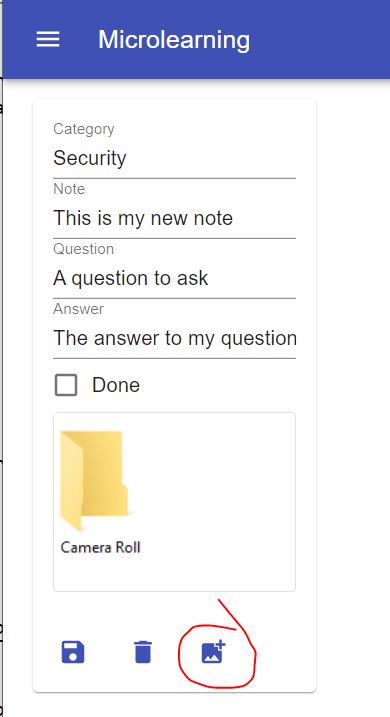 Microlearning
Category
Security
Note
This is my new note
Question
A question to ask
Answer
The answer to my question
Done
Camera Roll